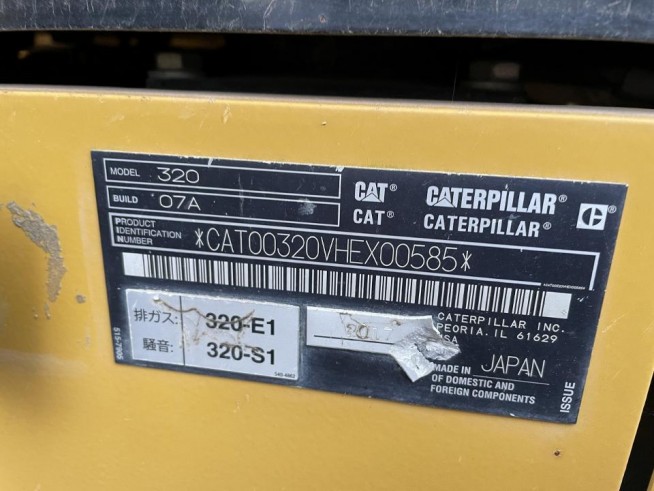 MODEL 320
BUILD 07A
PRODUCT
IDENTIFICATION
NUMBER
*CAT00320VHEX00585*
CAT® CATERPILLAR®
CAT® CATERPILLAR®
C
排ガス: 320-E1
騒音: 320-S1
CATERPILLAR INC.
PEORIA. IL 61629
USA
MADE IN JAPAN
OF DOMESTIC AND
FOREIGN COMPONENTS
ISSUE